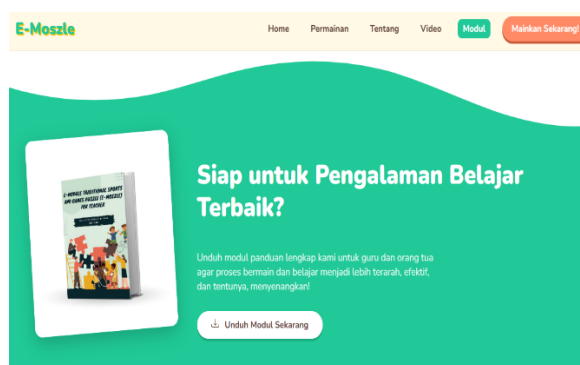 E-Moszle
Home Permainan Tentang Video Modul Mainkan Sekarang!
E-MODULE TRADITIONAL SPORTS
AND GAMES PUZZLE (E-MOSZLE)
FOR TEACHER
Siap untuk Pengalaman Belajar
Terbaik?
Unduh modul panduan lengkap kami untuk guru dan orang tua
agar proses bermain dan belajar menjadi lebih terarah, efektif,
dan tentunya, menyenangkan!
Unduh Modul Sekarang